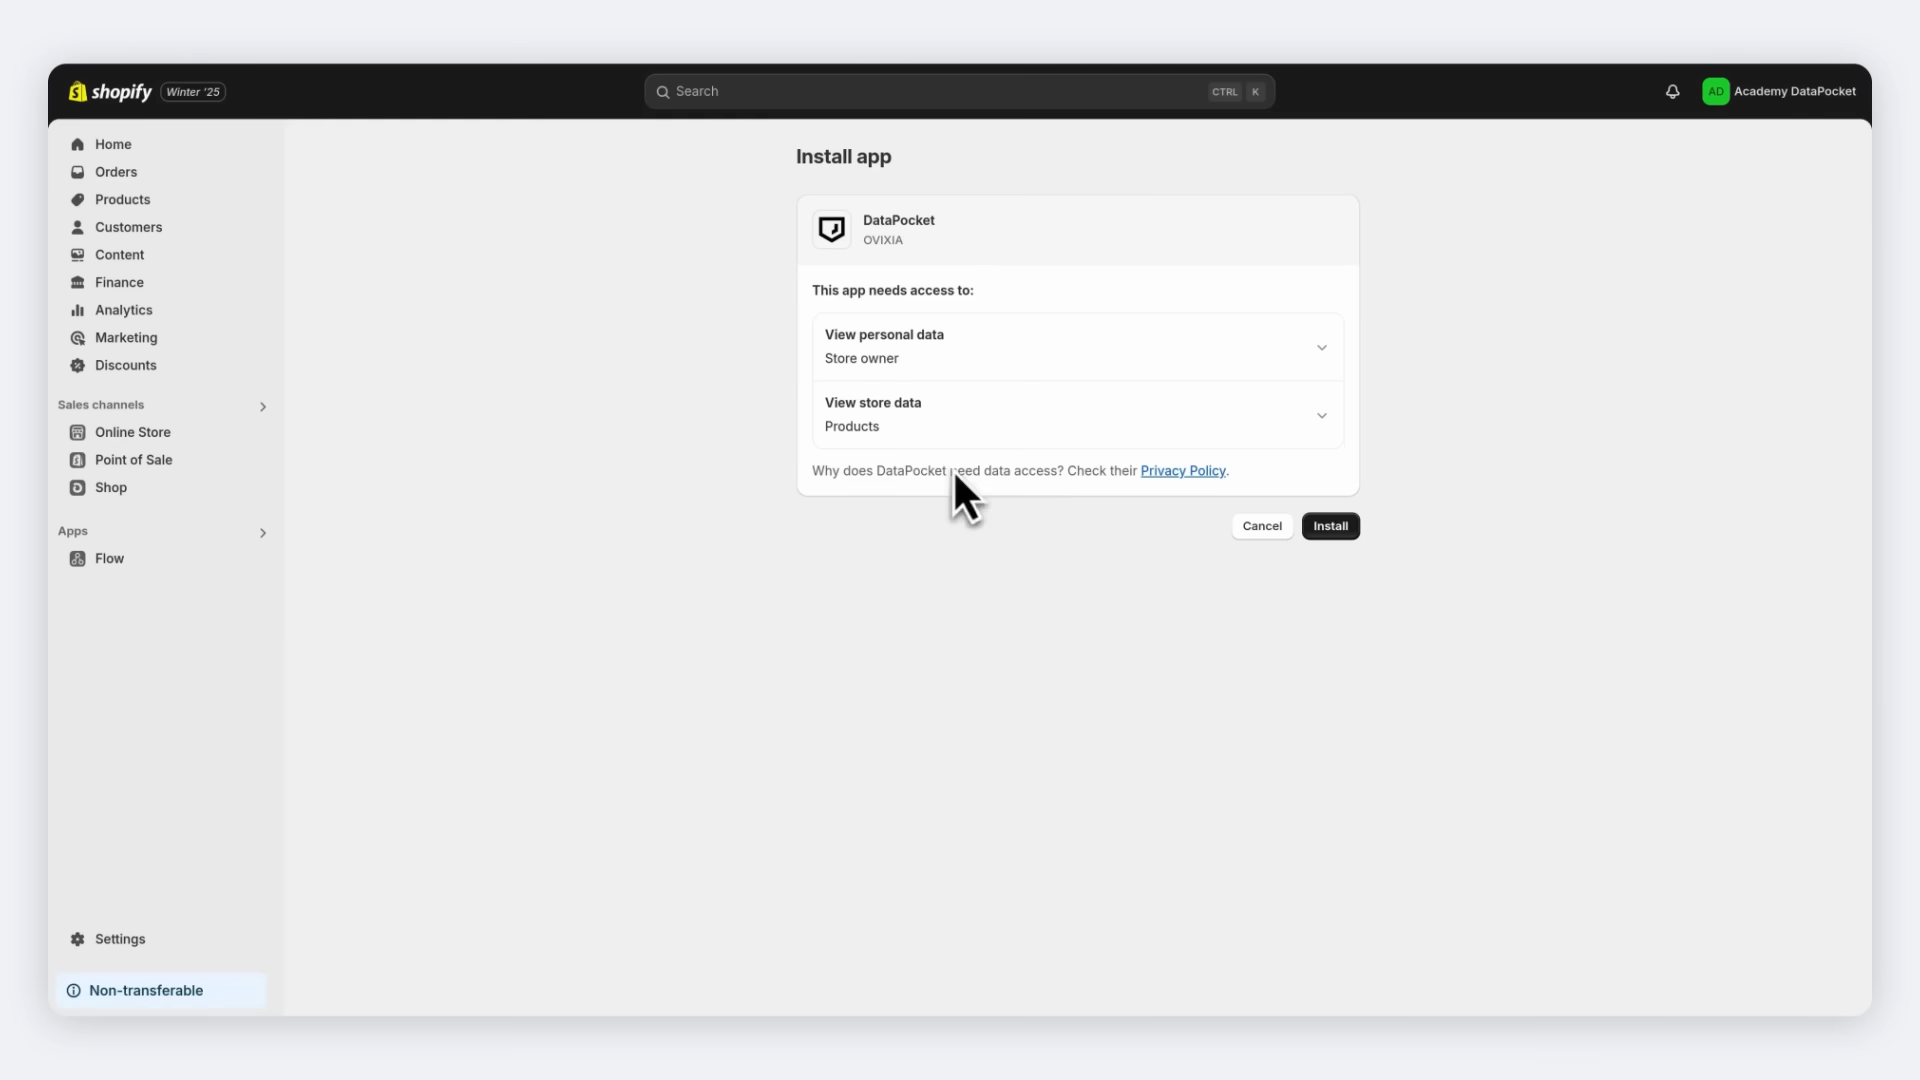 shopify Winter '25
Search CTRL K
AD Academy DataPocket
Home
Orders
Products
Customers
Content
Finance
Analytics
Marketing
Discounts
Sales channels
Online Store
Point of Sale
Shop
Apps
Flow
Settings
Non-transferable
Install app
DataPocket
OVIXIA
This app needs access to:
View personal data
Store owner
View store data
Products
Why does DataPocket need data access? Check their Privacy Policy.
Cancel Install